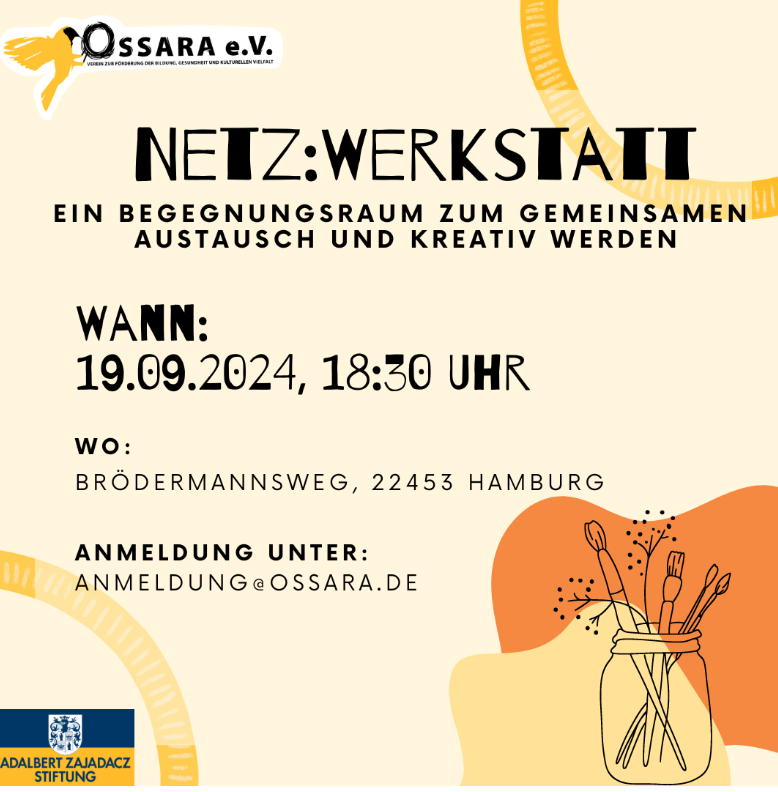 OSSARA e.V.
VEREIN ZUR FÖRDERUNG DER BILDUNG, GESUNDHEIT UND KULTURELLEN VIELFALT
NETZ:WERKSTATT
EIN BEGEGNUNGSRAUM ZUM GEMEINSAMEN
AUSTAUSCH UND KREATIV WERDEN
WANN:
19.09.2024, 18:30 UHR
WO:
BRÖDERMANNSWEG, 22453 HAMBURG
ANMELDUNG UNTER:
ANMELDUNG@OSSARA.DE
ADALBERT ZAJADACZ
STIFTUNG